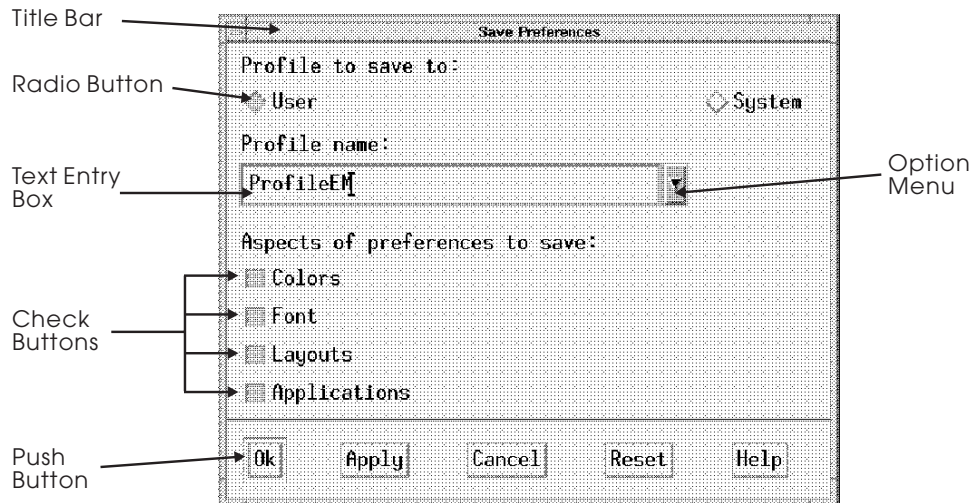 Title Bar
Save Preferences
Profile to save to:
Radio Button
User
System
Profile name:
Text Entry
Box
ProfileEM
Option
Menu
Aspects of preferences to save:
Colors
Check
Buttons
Font
Layouts
Applications
Push
Button
Ok
Apply
Cancel
Reset
Help